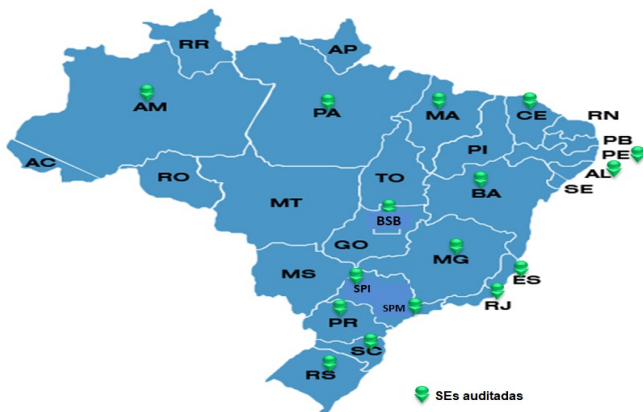 RR
AP
AM
PA
MA
CE
RN
PB
PE
AL
SE
PI
AC
RO
TO
BA
MT
BSB
GO
MG
ES
MS
SPI
SPM
RJ
PR
SC
RS
SEs auditadas